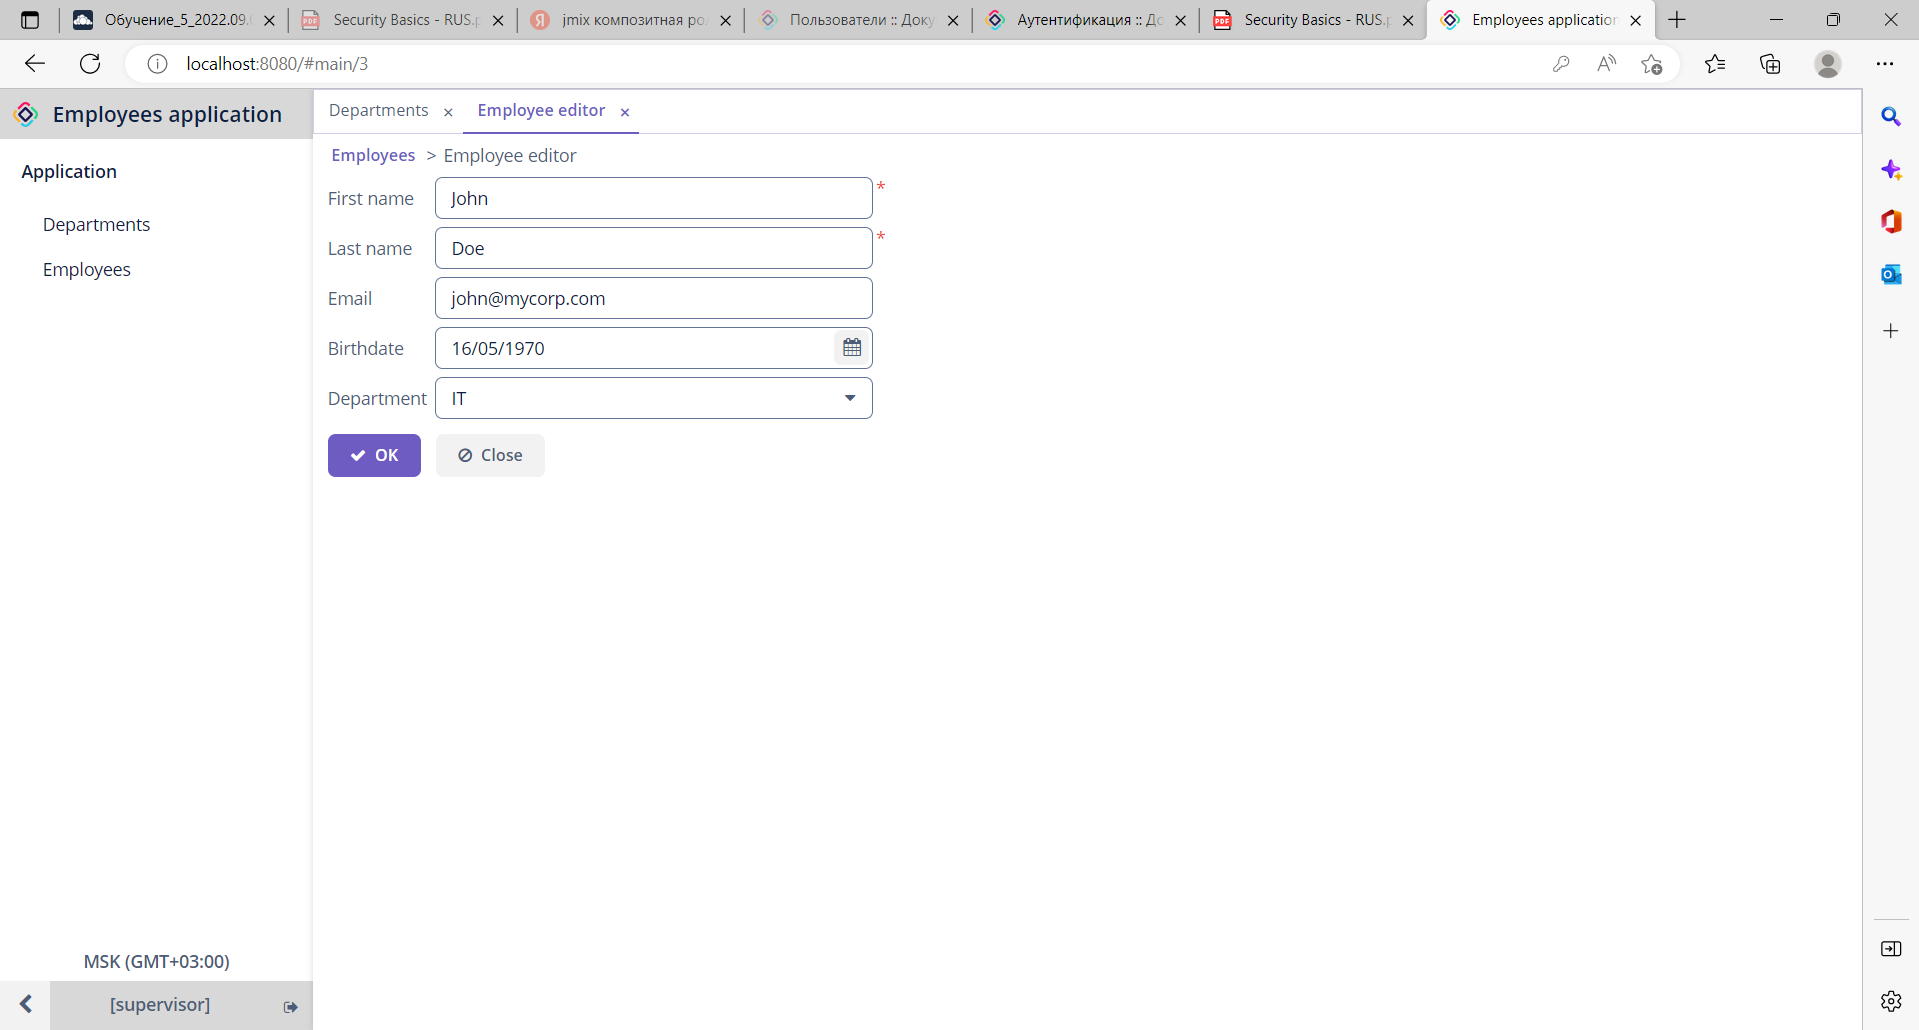 Обучение_5_2022.09.
Security Basics - RUS.p
jmix композитная ро
Пользователи :: Доку
Аутентификация :: До
Security Basics - RUS.p
Employees application
localhost:8080/#main/3
Employees application
Departments
Employee editor
Application
Departments
Employees
Employees > Employee editor
First name John *
Last name Doe *
Email john@mycorp.com
Birthdate 16/05/1970
Department IT
OK Close
MSK (GMT+03:00)
[supervisor]